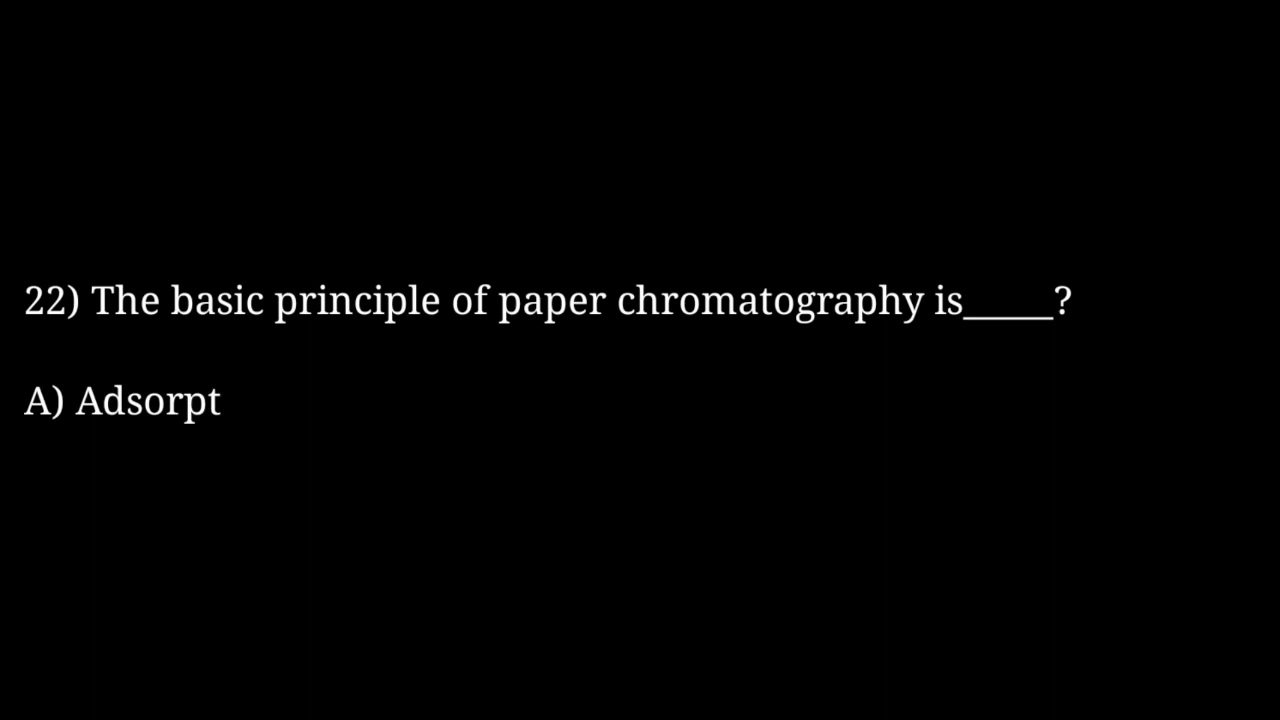 22) The basic principle of paper chromatography is_____?
A) Adsorpt